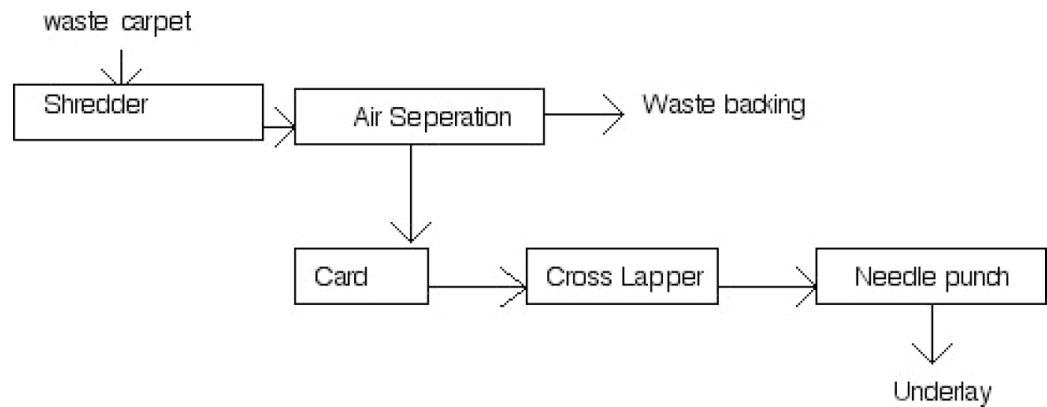 waste carpet
Shredder
Air Seperation
Waste backing
Card
Cross Lapper
Needle punch
Underlay